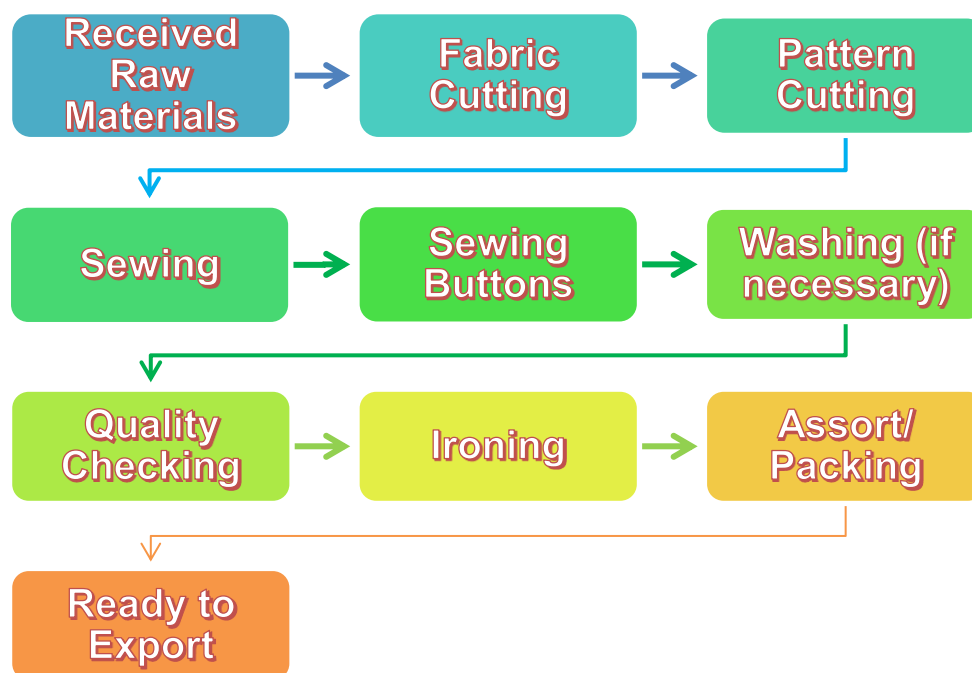 Received
Raw
Materials
Fabric
Cutting
Pattern
Cutting
Sewing
Sewing
Buttons
Washing (if
necessary)
Quality
Checking
Ironing
Assort/
Packing
Ready to
Export